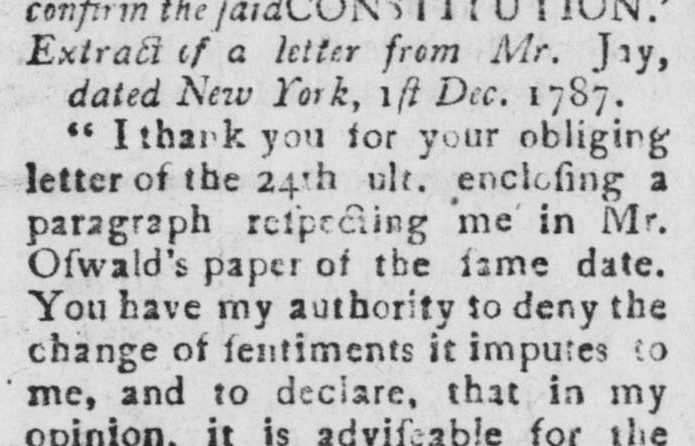 confirm the ſaid CONSTITUTION.
Extract of a letter from Mr. Jay,
dated New York, 1ſt Dec. 1787.
“ I thank you for your obliging
letter of the 24th ult. encloſing a
paragraph reſpecting me in Mr.
Oſwald's paper of the ſame date.
You have my authority to deny the
change of ſentiments it imputes to
me, and to declare, that in my
opinion, it is adviſeable for the